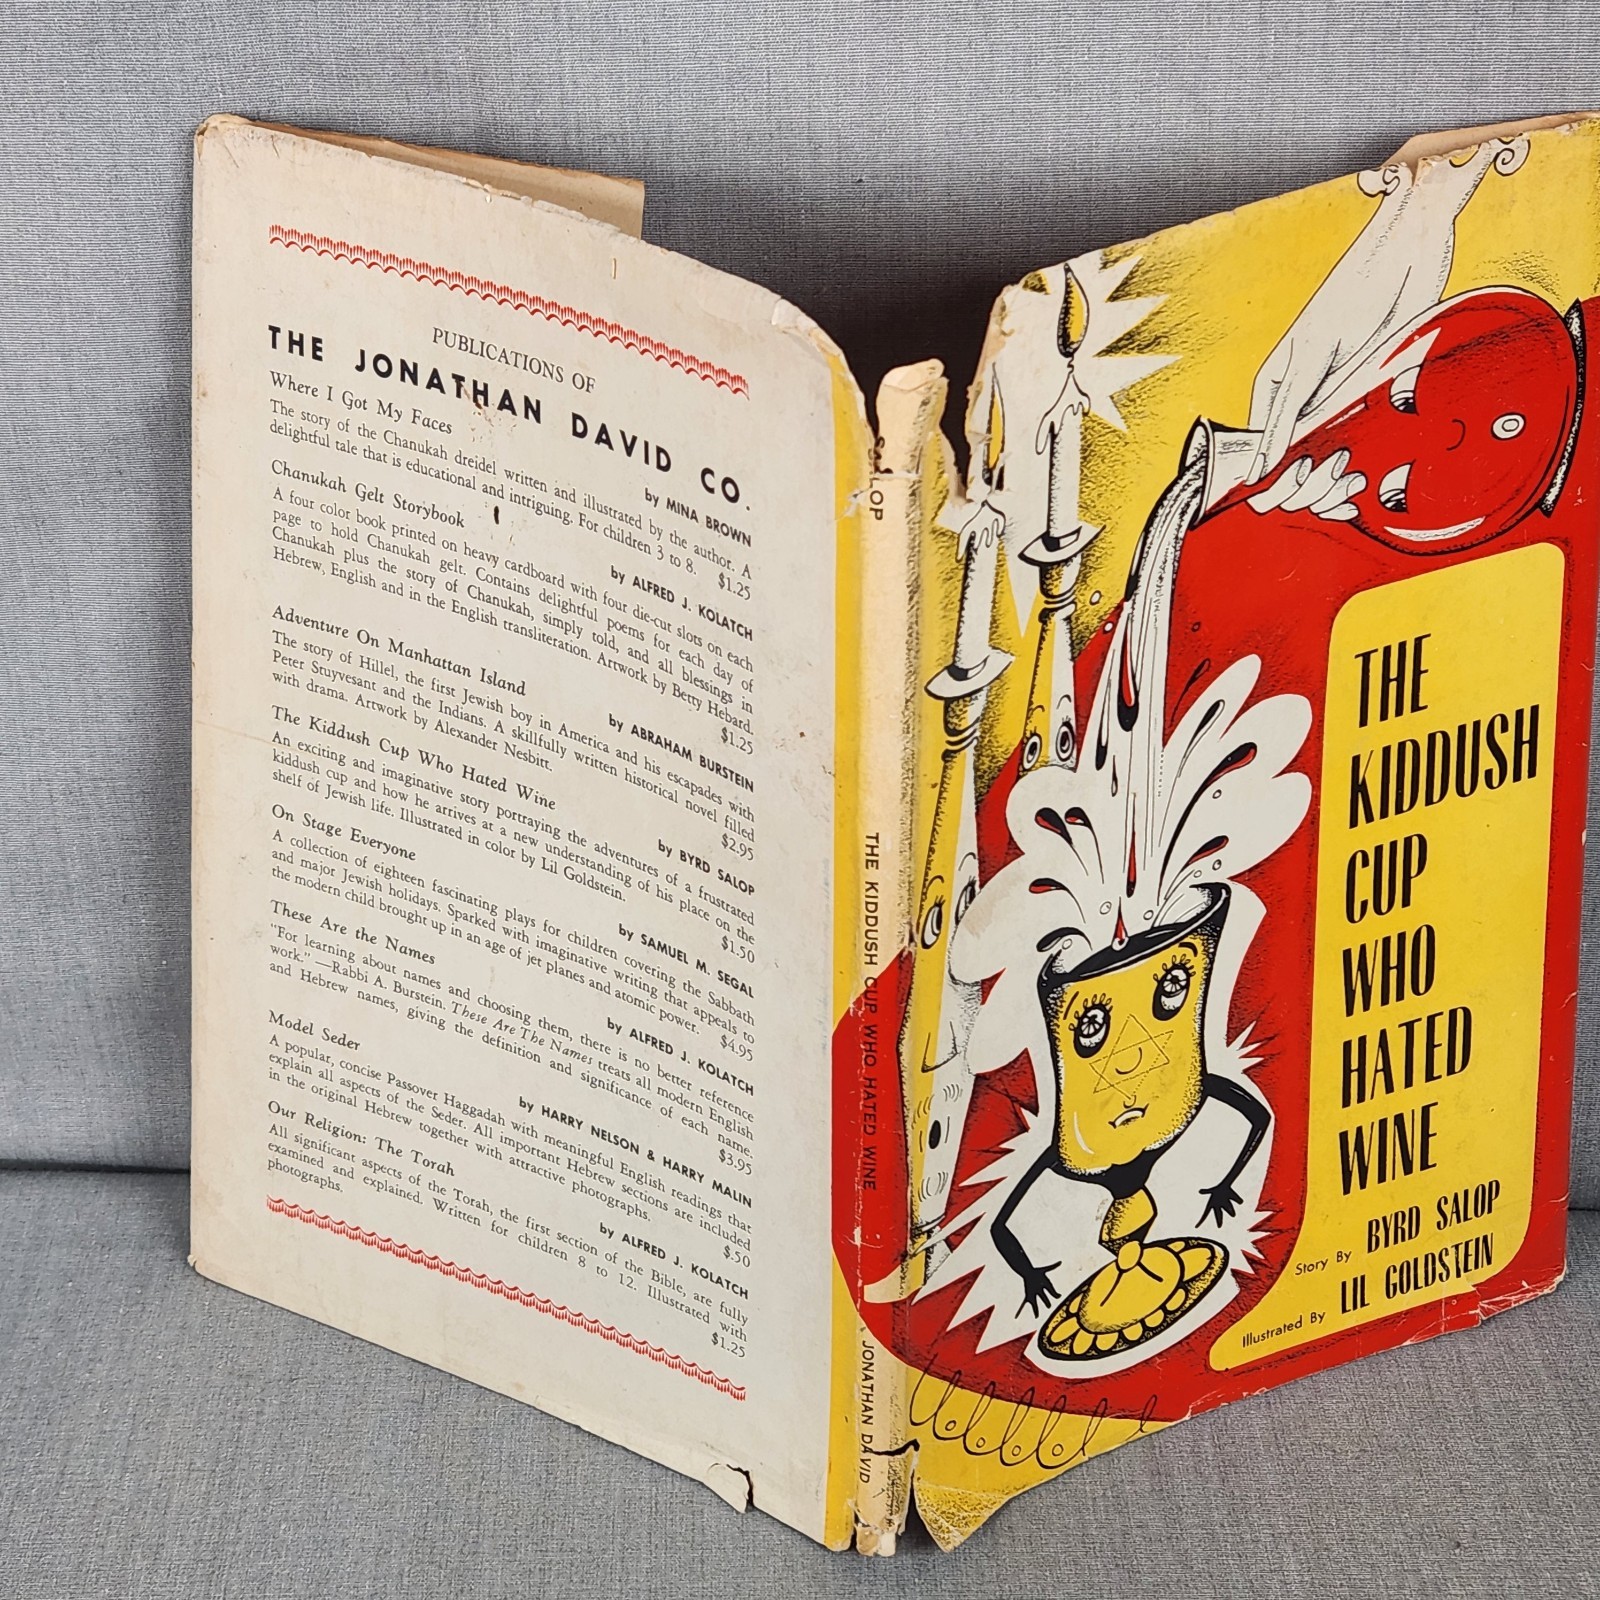 PUBLICATIONS OF
THE JONATHAN DAVID CO.
Where I Got My Faces
by MINA BROWN
The story of the Chanukah dreidel written and illustrated by the author. A
delightful tale that is educational and intriguing. For children 3 to 8. $1.25
Chanukah Gelt Storybook
by ALFRED J. KOLATCH
A four color book printed on heavy cardboard with four die-cut slots on each
page to hold Chanukah gelt. Contains delightful poems for each day of
Chanukah plus the story of Chanukah, simply told, and all blessings in
Hebrew, English and in the English transliteration. Artwork by Betty Hebard.
$1.25
Adventure On Manhattan Island
by ABRAHAM BURSTEIN
The story of Hillel, the first Jewish boy in America and his escapades with
Peter Stuyvesant and the Indians. A skillfully written historical novel filled
with drama. Artwork by Alexander Nesbitt.
$2.95
The Kiddush Cup Who Hated Wine
by BYRD SALOP
An exciting and imaginative story portraying the adventures of a frustrated
kiddush cup and how he arrives at a new understanding of his place on the
shelf of Jewish life. Illustrated in color by Lil Goldstein.
$1.50
On Stage Everyone
by SAMUEL M. SEGAL
A collection of eighteen fascinating plays for children covering the Sabbath
and major Jewish holidays. Sparked with imaginative writing that appeals to
the modern child brought up in an age of jet planes and atomic power.
$4.95
These Are the Names
by ALFRED J. KOLATCH
"For learning about names and choosing them, there is no better reference
work."—Rabbi A. Burstein. These Are The Names treats all modern English
and Hebrew names, giving the definition and significance of each name.
$3.95
Model Seder
by HARRY NELSON & HARRY MALIN
A popular, concise Passover Haggadah with meaningful English readings that
explain all aspects of the Seder. All important Hebrew sections are included
in the original Hebrew together with attractive photographs.
$.50
Our Religion: The Torah
by ALFRED J. KOLATCH
All significant aspects of the Torah, the first section of the Bible, are fully
examined and explained. Written for children 8 to 12. Illustrated with
photographs.
$1.25
SALOP
THE KIDDUSH CUP WHO HATED WINE
JONATHAN DAVID
THE
KIDDUSH
CUP
WHO
HATED
WINE
Story By BYRD SALOP
Illustrated By LIL GOLDSTEIN